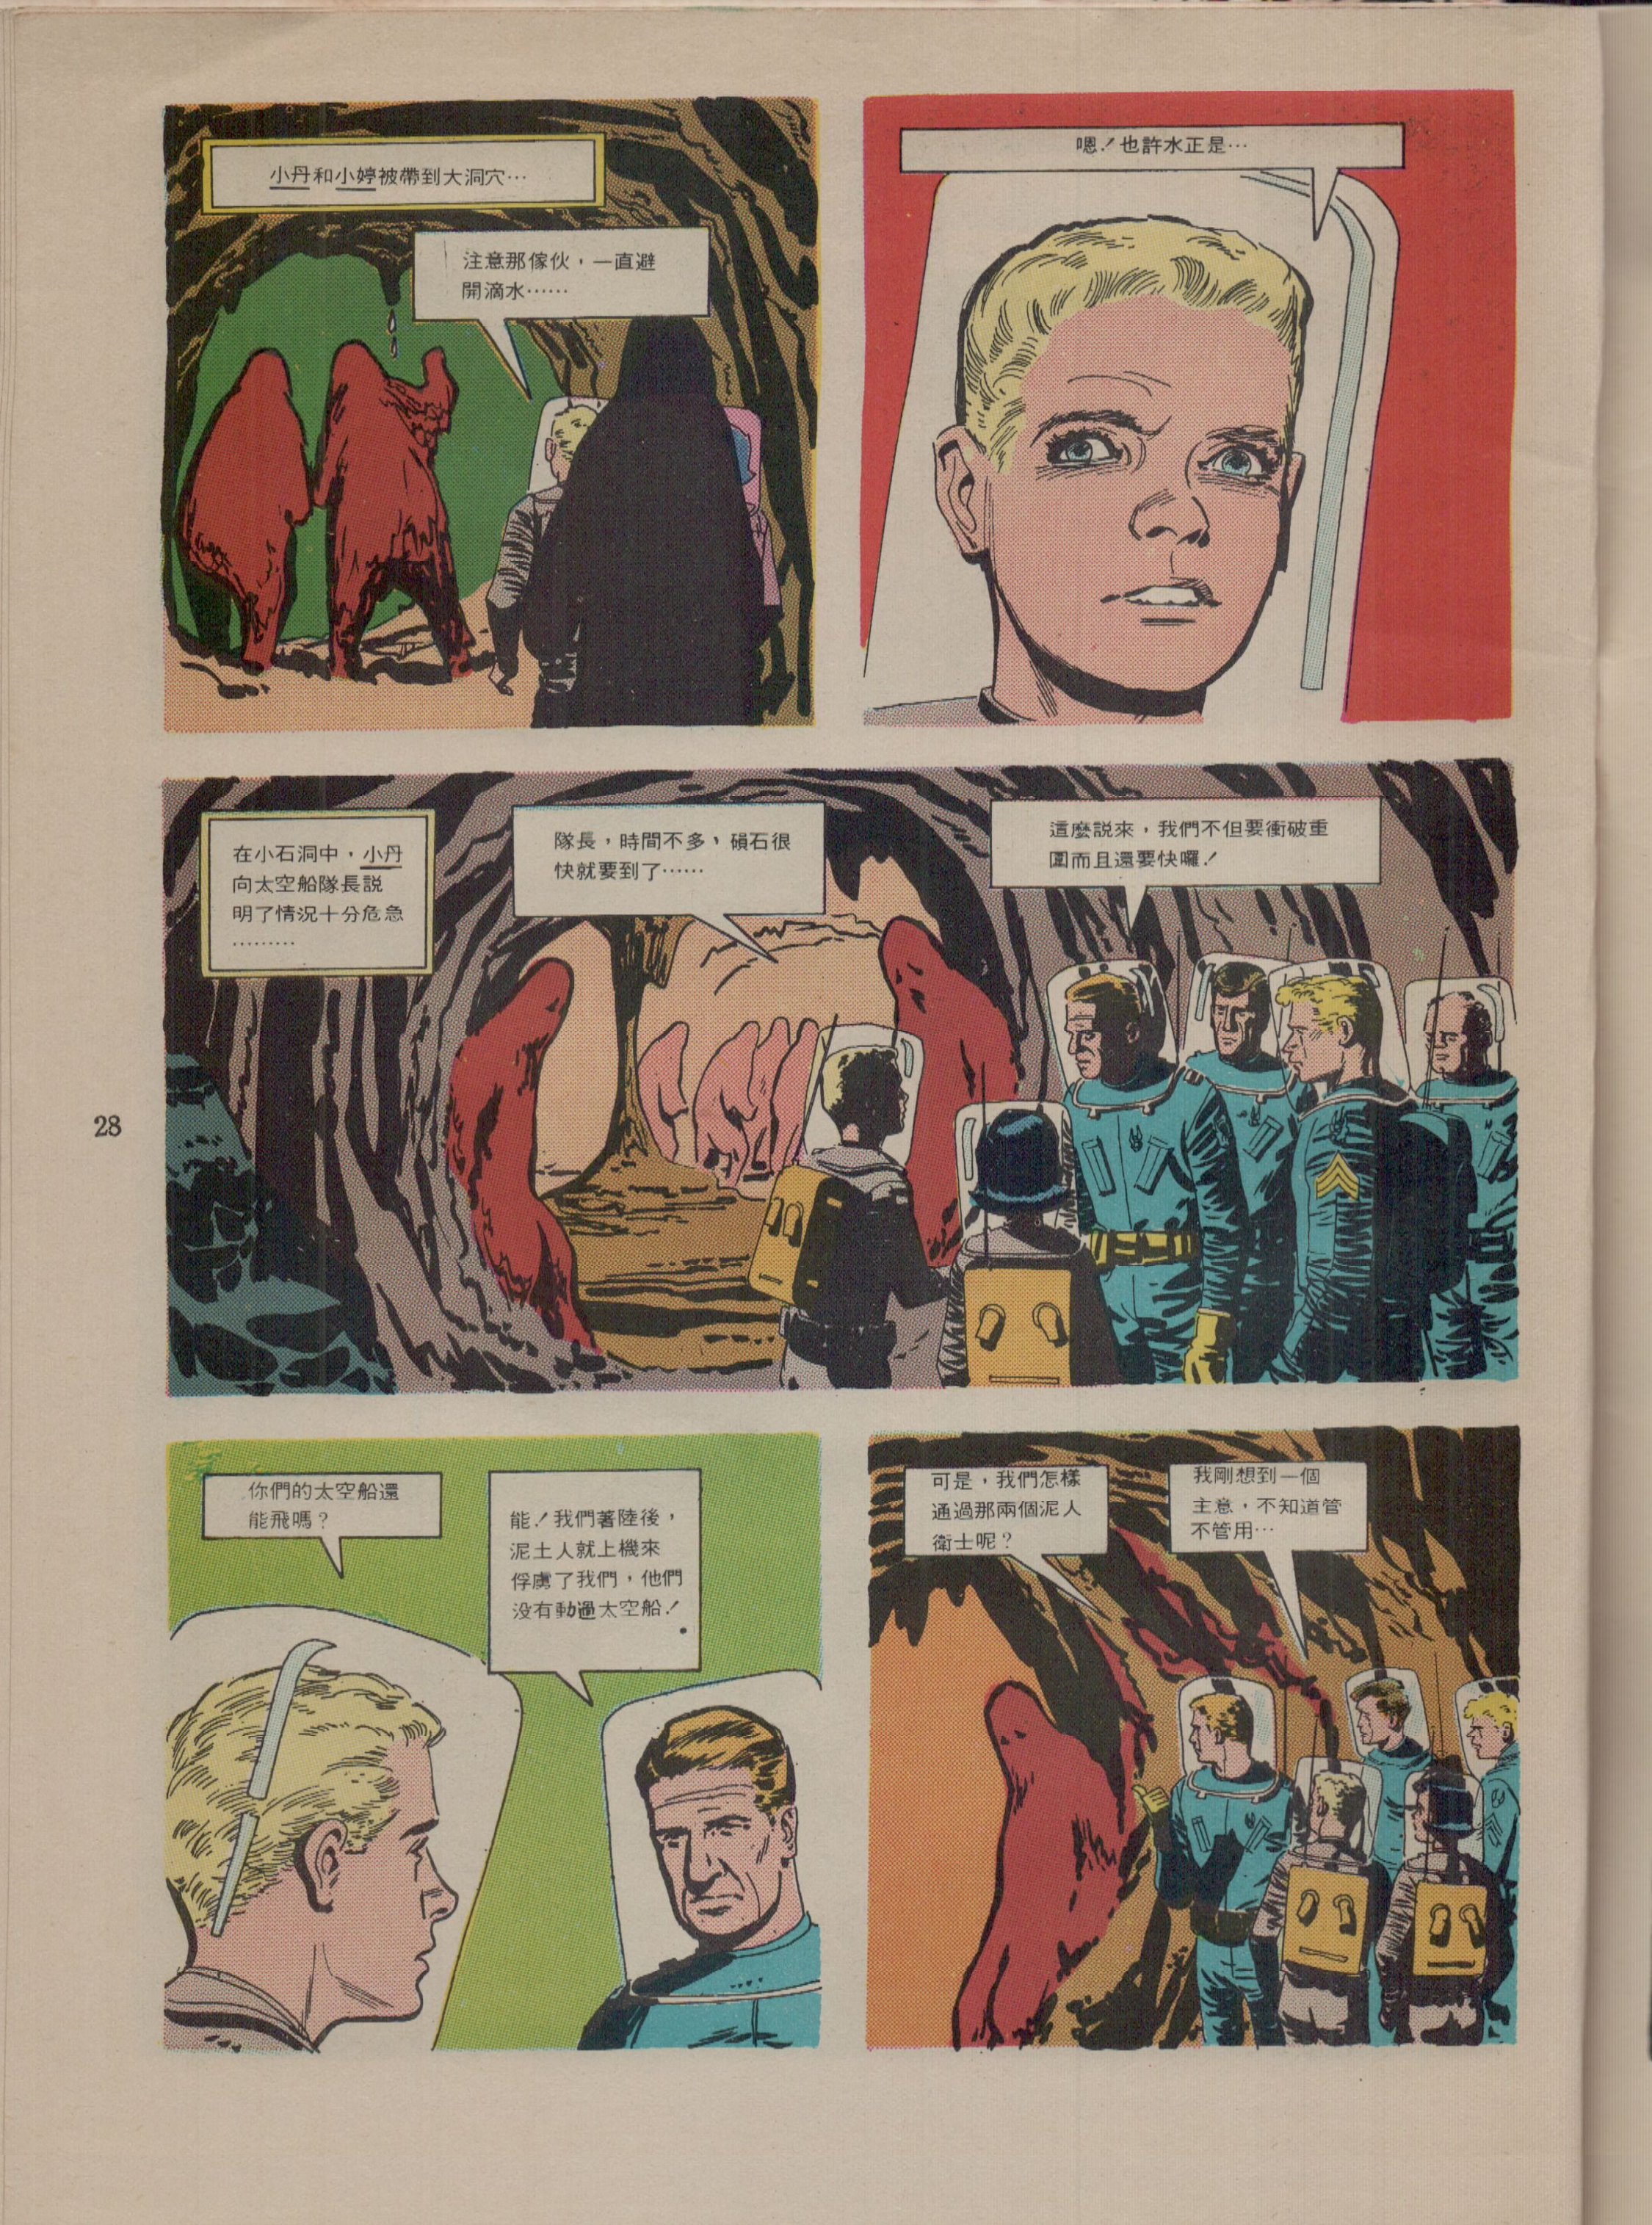 小丹和小婷被帶到大洞穴…
注意那傢伙，一直避
開滴水……
嗯！也許水正是…
在小石洞中，小丹
向太空船隊長説
明了情況十分危急
………
隊長，時間不多，磒石很
快就要到了……
這麼説來，我們不但要衝破重
圍而且還要快囉！
28
你們的太空船還
能飛嗎？
能！我們著陸後，
泥土人就上機來
俘虜了我們，他們
没有動過太空船！
可是，我們怎樣
通過那兩個泥人
衛士呢？
我剛想到一個
主意，不知道管
不管用…